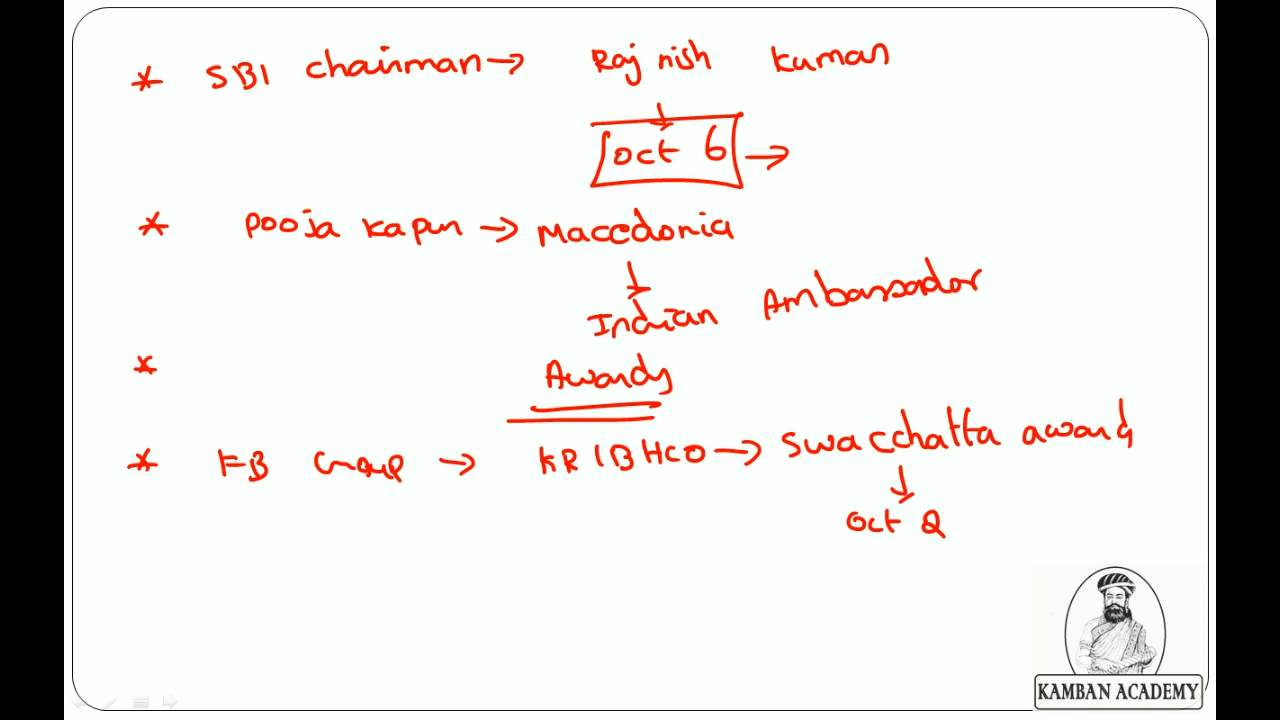 * SBI chairman → Rajnish kumar
↓
oct 6 →
* Pooja kapur → Macedonia
↓
Indian Ambassador
*
Awards
* FB Group → KRIBHCO → Swacchatta award
↓
Oct 2
KAMBAN ACADEMY